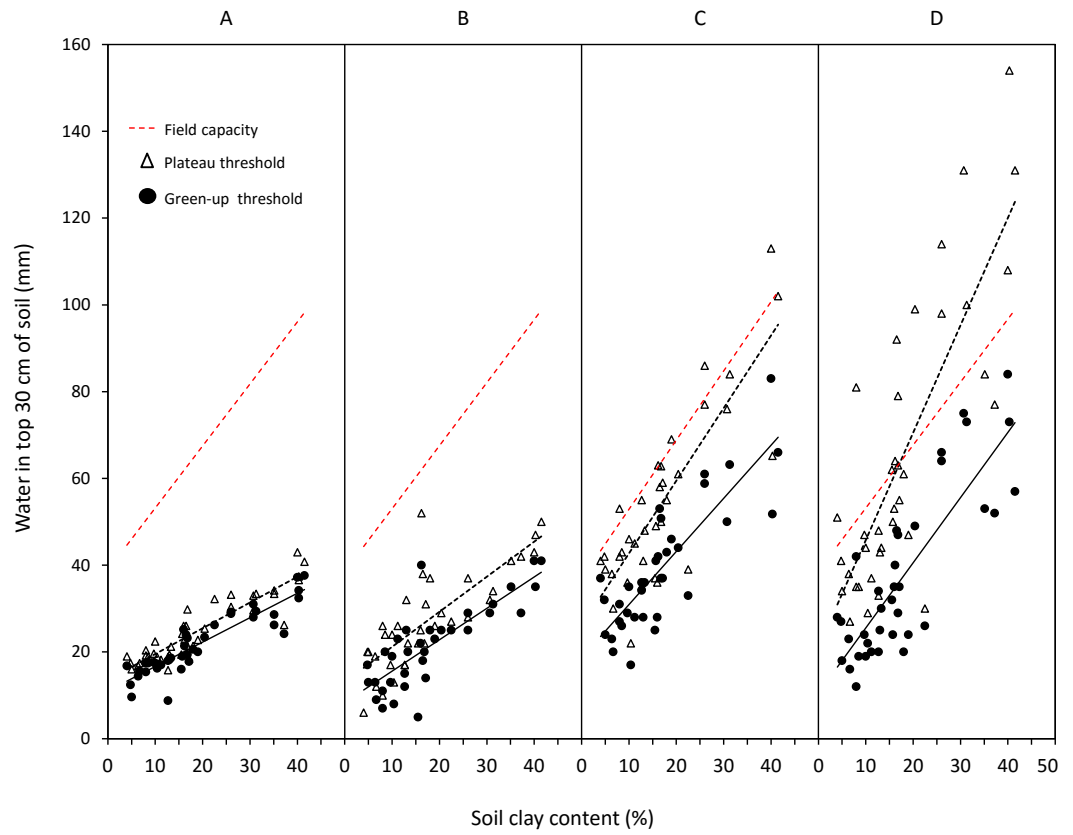 A B C D
160
140
120
100
80
60
40
20
0
Field capacity
Plateau threshold
Green-up threshold
Water in top 30 cm of soil (mm)
0 10 20 30 40 0 10 20 30 40 0 10 20 30 40 0 10 20 30 40 50
Soil clay content (%)